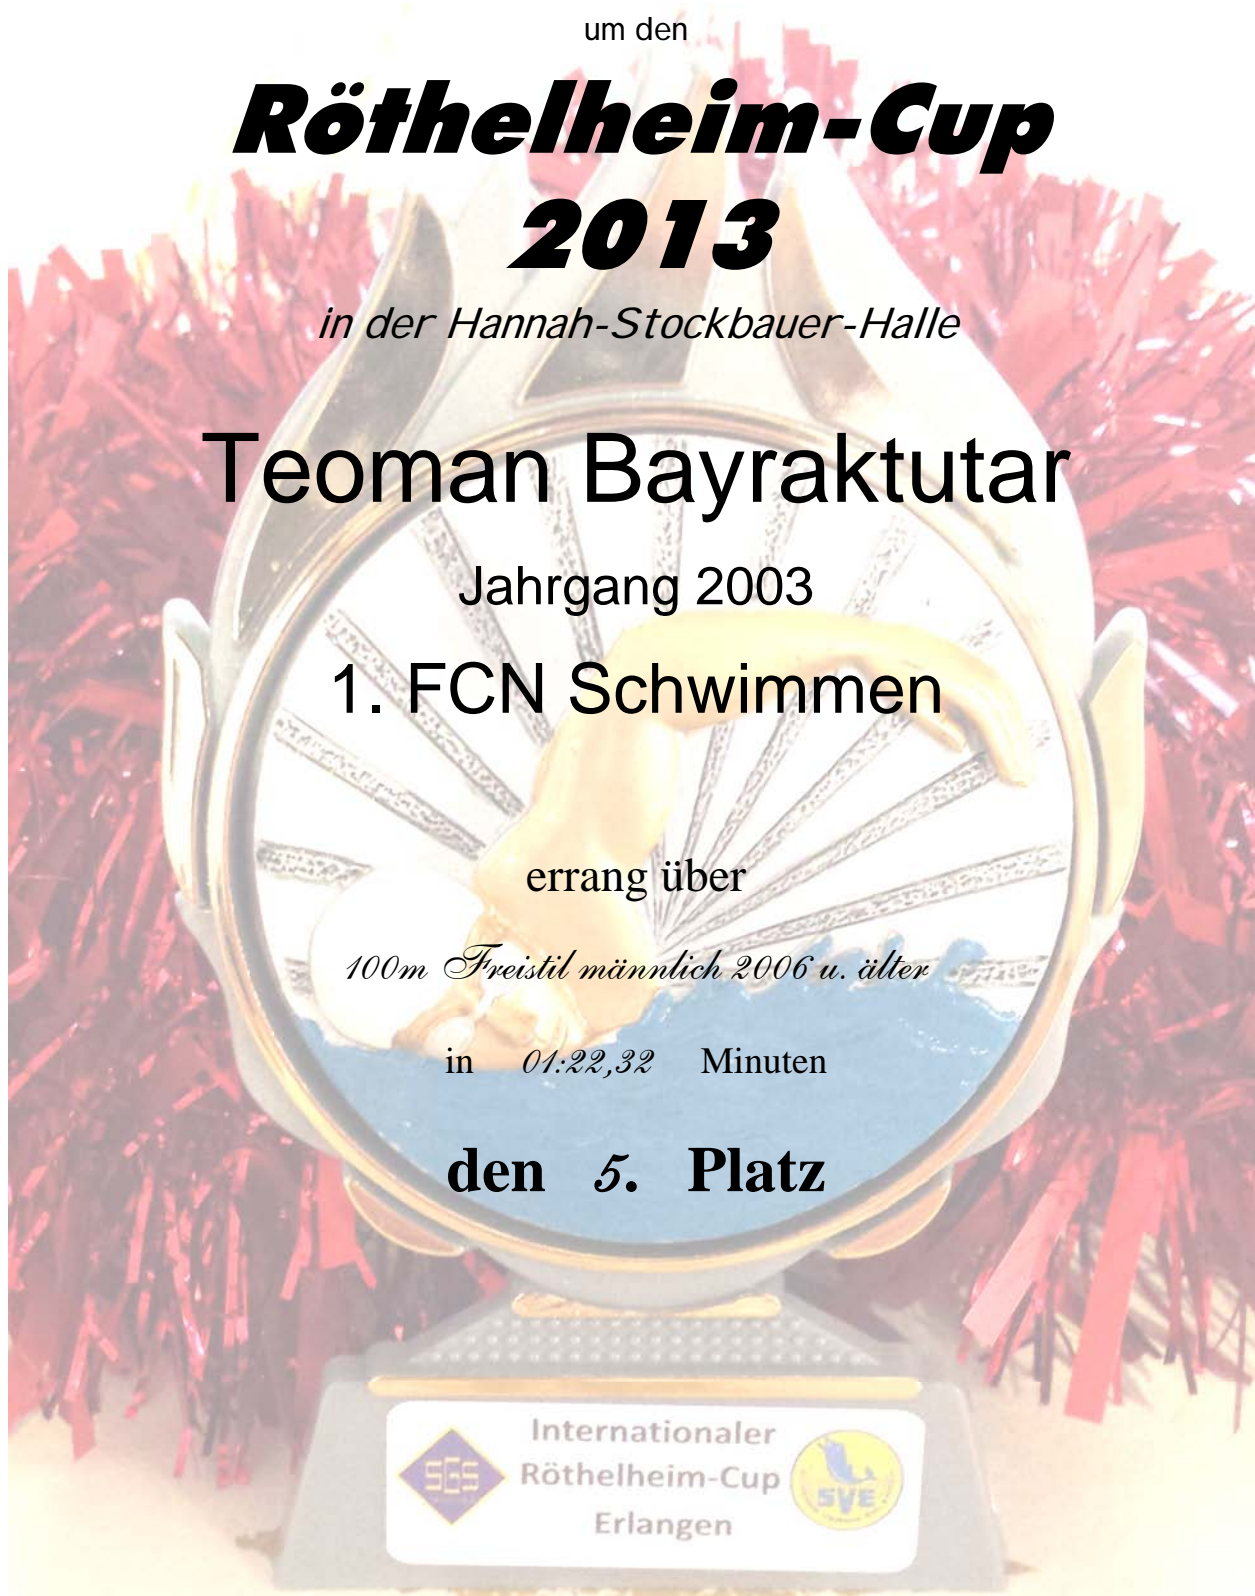 um den
Röthelheim-Cup
2013
in der Hannah-Stockbauer-Halle
Teoman Bayraktutar
Jahrgang 2003
1. FCN Schwimmen
errang über
100m Freistil männlich 2006 u. älter
in 01:22,32 Minuten
den 5. Platz
Internationaler
SGS Röthelheim-Cup SVE
Erlangen